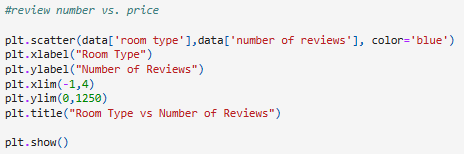 #review number vs. price
plt.scatter(data['room type'],data['number of reviews'], color='blue')
plt.xlabel("Room Type")
plt.ylabel("Number of Reviews")
plt.xlim(-1,4)
plt.ylim(0,1250)
plt.title("Room Type vs Number of Reviews")
plt.show()